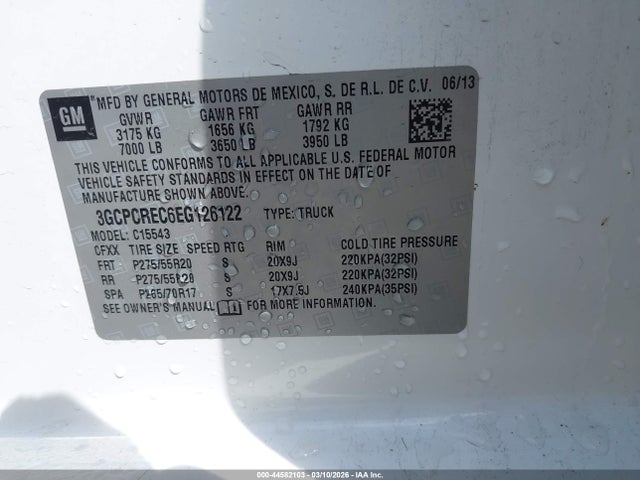 GM
MFD BY GENERAL MOTORS DE MEXICO, S. DE R.L. DE C.V. 06/13
GVWR GAWR FRT GAWR RR
3175 KG 1656 KG 1792 KG
7000 LB 3650 LB 3950 LB
THIS VEHICLE CONFORMS TO ALL APPLICABLE U.S. FEDERAL MOTOR
VEHICLE SAFETY STANDARDS IN EFFECT ON THE DATE OF
MANUFACTURE SHOWN ABOVE.
3GCPCREC6EG126122 TYPE: TRUCK
MODEL: C15543
CFXX TIRE SIZE SPEED RTG RIM COLD TIRE PRESSURE
FRT P275/55R20 S 20X9J 220KPA(32PSI)
RR P275/55R20 S 20X9J 220KPA(32PSI)
SPA P265/70R17 S 17X7.5J 240KPA(35PSI)
SEE OWNER'S MANUAL FOR MORE INFORMATION.
000-44582103 - 03/10/2026 - IAAI Inc.